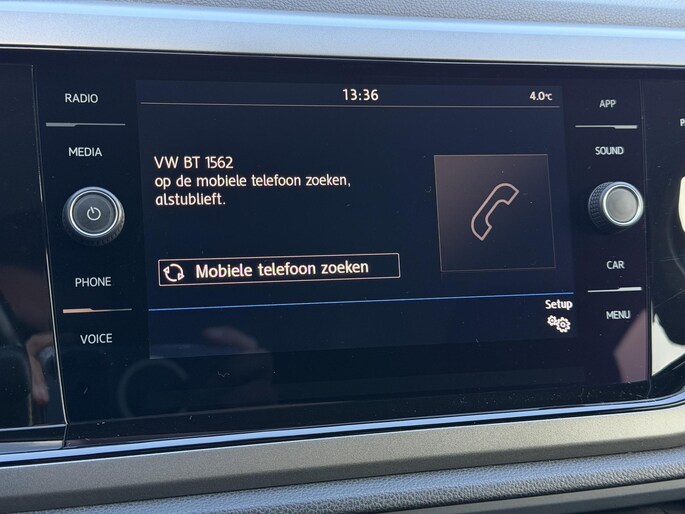 RADIO
MEDIA
PHONE
VOICE
13:36
4.0°C
VW BT 1562
op de mobiele telefoon zoeken,
alstublieft.
Mobiele telefoon zoeken
Setup
APP
SOUND
CAR
MENU